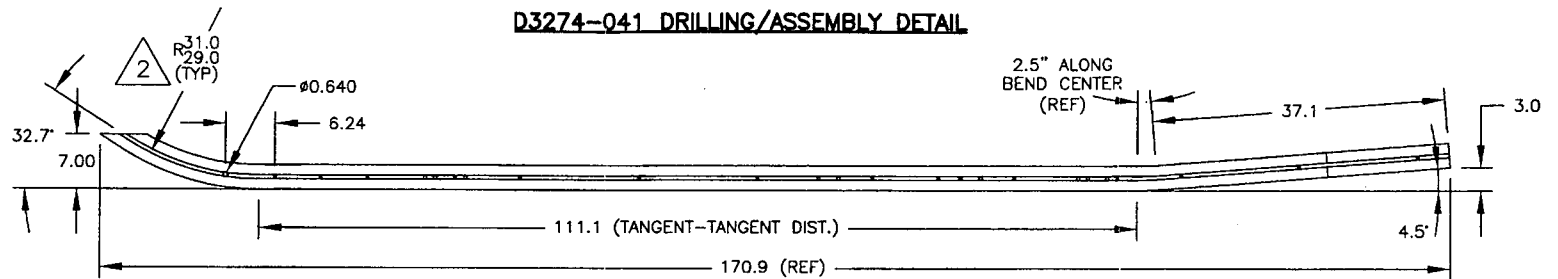 D3274-041 DRILLING/ASSEMBLY DETAIL
2
R31.0
29.0
(TYP)
Ø0.640
6.24
2.5" ALONG
BEND CENTER
(REF)
37.1
3.0
32.7°
7.00
111.1 (TANGENT-TANGENT DIST.)
4.5°
170.9 (REF)